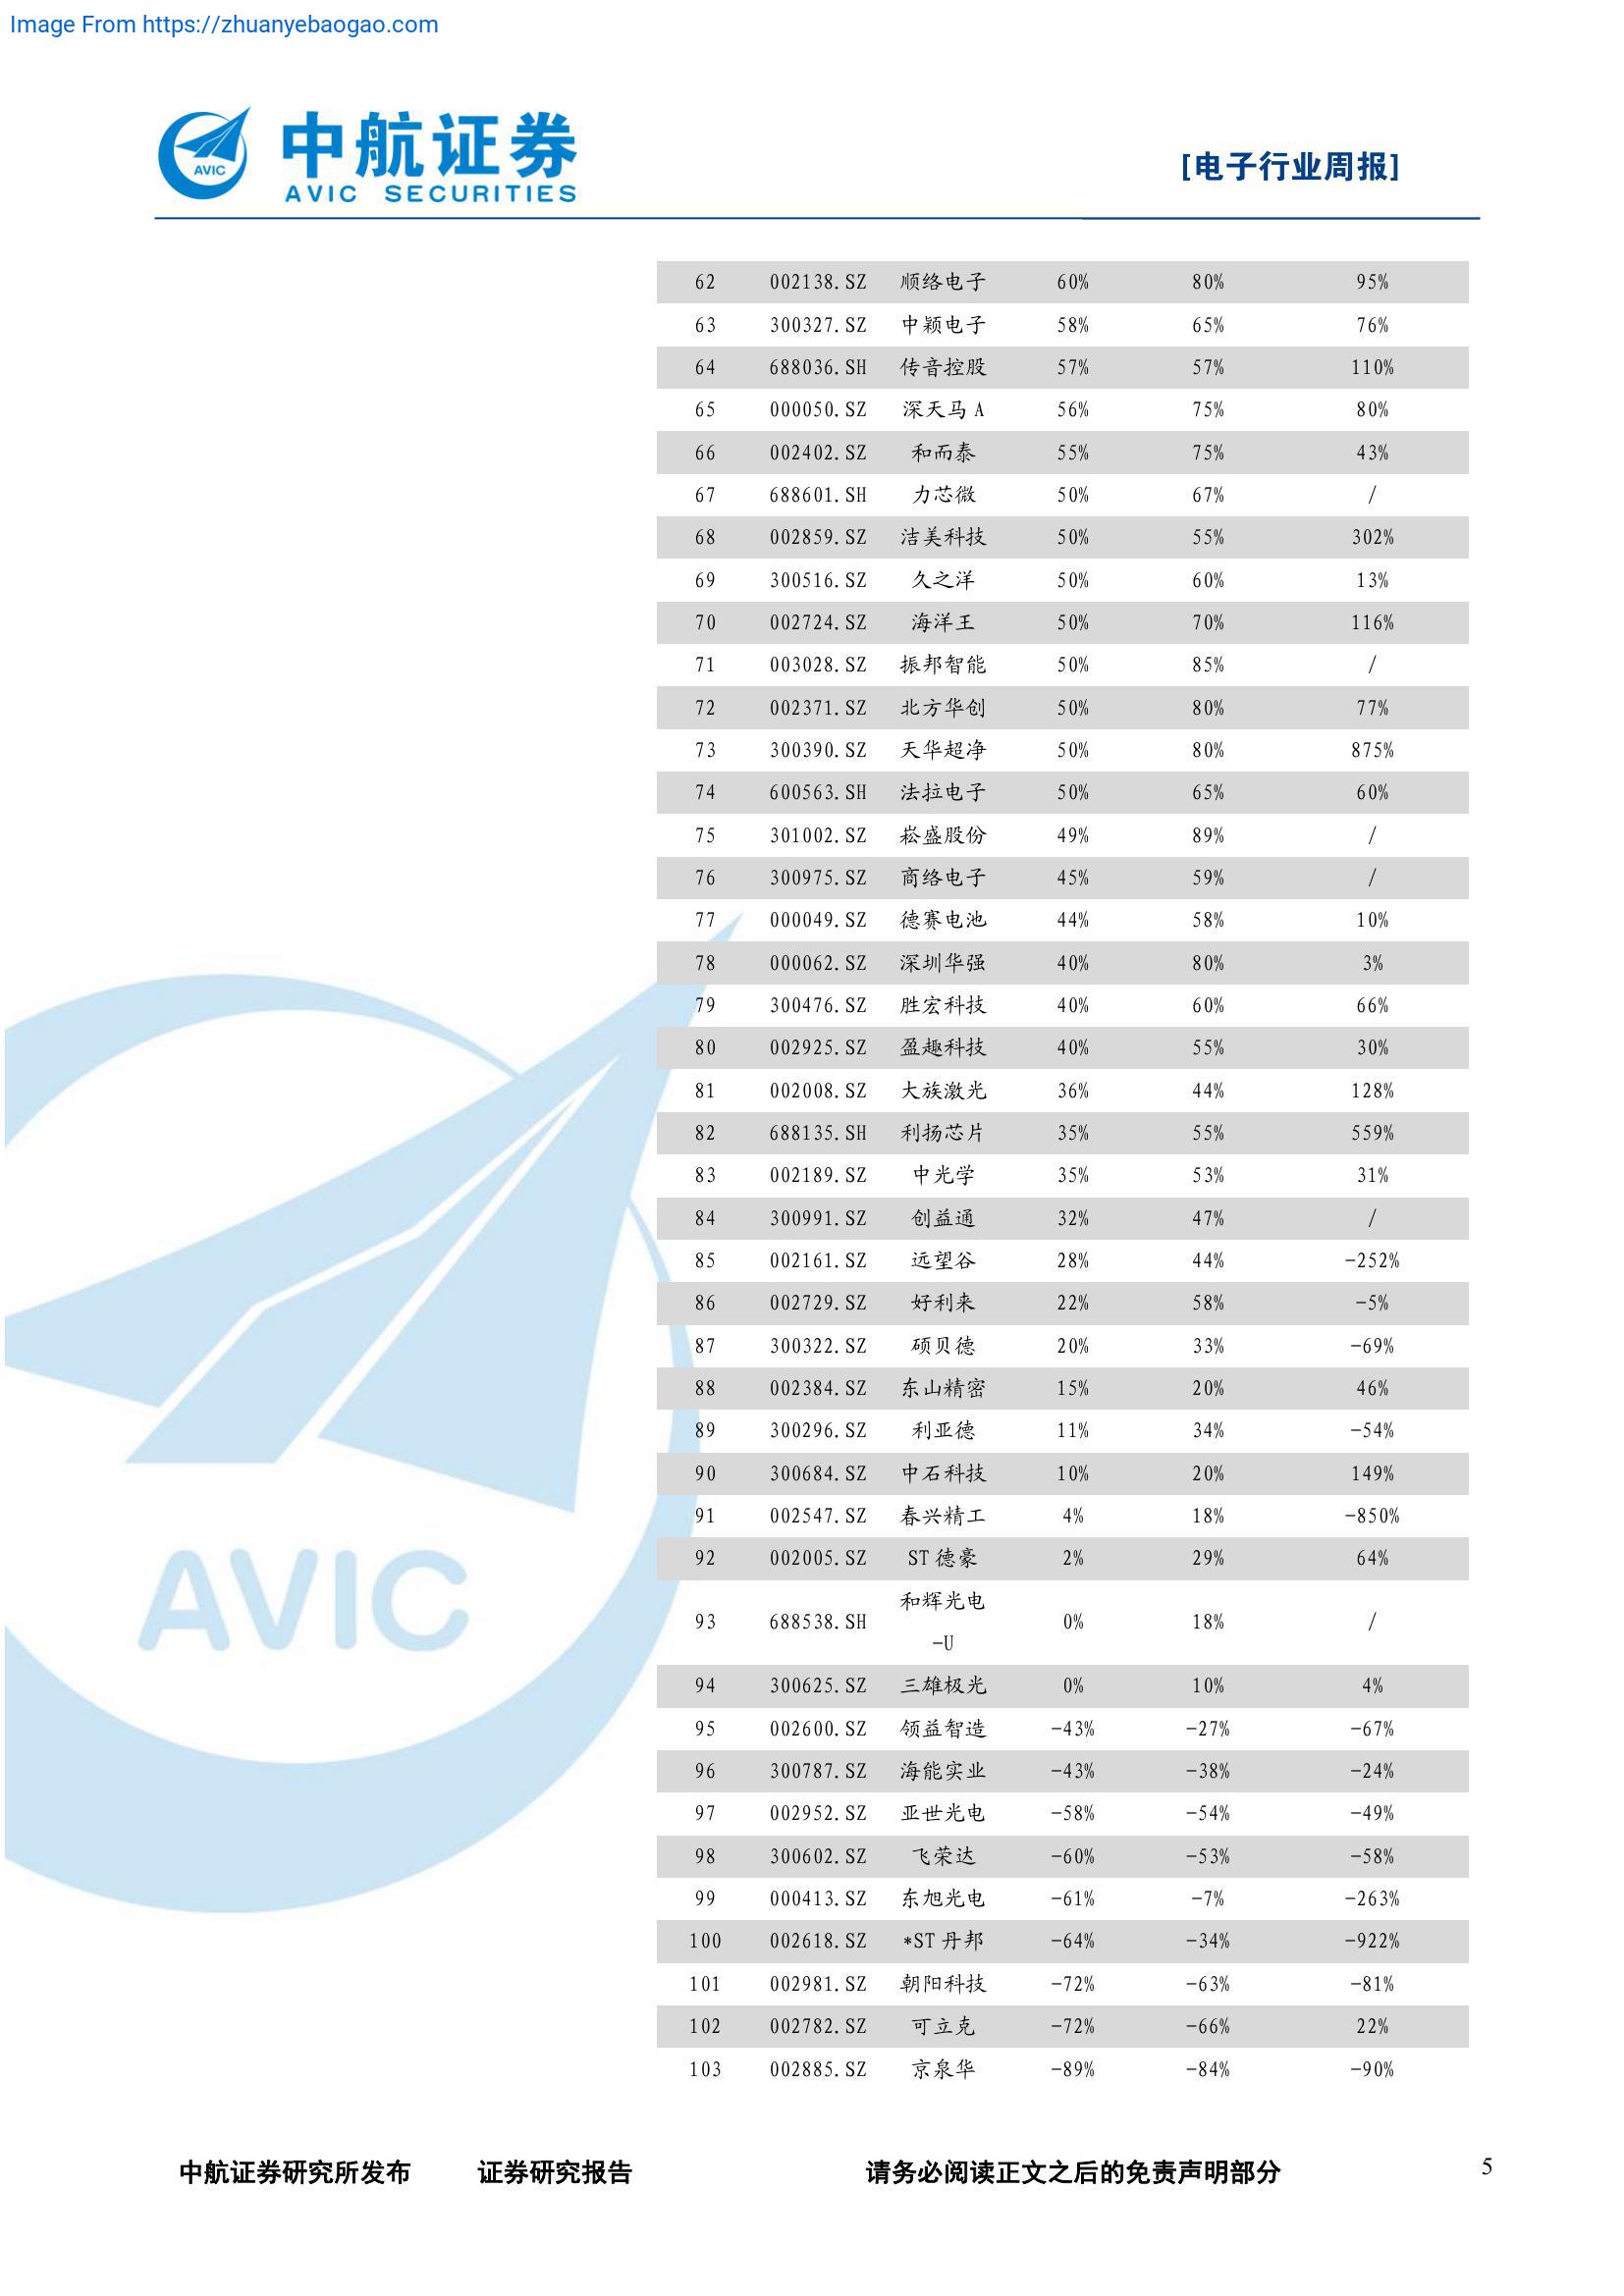 Image From https://zhuanyebaogao.com
AVIC
中航证券
AVIC SECURITIES
[电子行业周报]
62 002138.SZ 顺络电子 60% 80% 95%
63 300327.SZ 中颖电子 58% 65% 76%
64 688036.SH 传音控股 57% 57% 110%
65 000050.SZ 深天马 A 56% 75% 80%
66 002402.SZ 和而泰 55% 75% 43%
67 688601.SH 力芯微 50% 67% /
68 002859.SZ 洁美科技 50% 55% 302%
69 300516.SZ 久之洋 50% 60% 13%
70 002724.SZ 海洋王 50% 70% 116%
71 003028.SZ 振邦智能 50% 85% /
72 002371.SZ 北方华创 50% 80% 77%
73 300390.SZ 天华超净 50% 80% 875%
74 600563.SH 法拉电子 50% 65% 60%
75 301002.SZ 崧盛股份 49% 89% /
76 300975.SZ 商络电子 45% 59% /
77 000049.SZ 德赛电池 44% 58% 10%
78 000062.SZ 深圳华强 40% 80% 3%
79 300476.SZ 胜宏科技 40% 60% 66%
80 002925.SZ 盈趣科技 40% 55% 30%
81 002008.SZ 大族激光 36% 44% 128%
82 688135.SH 利扬芯片 35% 55% 559%
83 002189.SZ 中光学 35% 53% 31%
84 300991.SZ 创益通 32% 47% /
85 002161.SZ 远望谷 28% 44% -252%
86 002729.SZ 好利来 22% 58% -5%
87 300322.SZ 硕贝德 20% 33% -69%
88 002384.SZ 东山精密 15% 20% 46%
89 300296.SZ 利亚德 11% 34% -54%
90 300684.SZ 中石科技 10% 20% 149%
91 002547.SZ 春兴精工 4% 18% -850%
92 002005.SZ ST 德豪 2% 29% 64%
93 688538.SH 和辉光电 0% 18% /
-U
94 300625.SZ 三雄极光 0% 10% 4%
95 002600.SZ 领益智造 -43% -27% -67%
96 300787.SZ 海能实业 -43% -38% -24%
97 002952.SZ 亚世光电 -58% -54% -49%
98 300602.SZ 飞荣达 -60% -53% -58%
99 000413.SZ 东旭光电 -61% -7% -263%
100 002618.SZ *ST 丹邦 -64% -34% -922%
101 002981.SZ 朝阳科技 -72% -63% -81%
102 002782.SZ 可立克 -72% -66% 22%
103 002885.SZ 京泉华 -89% -84% -90%
AVIC
中航证券研究所发布 证券研究报告 请务必阅读正文之后的免责声明部分 5